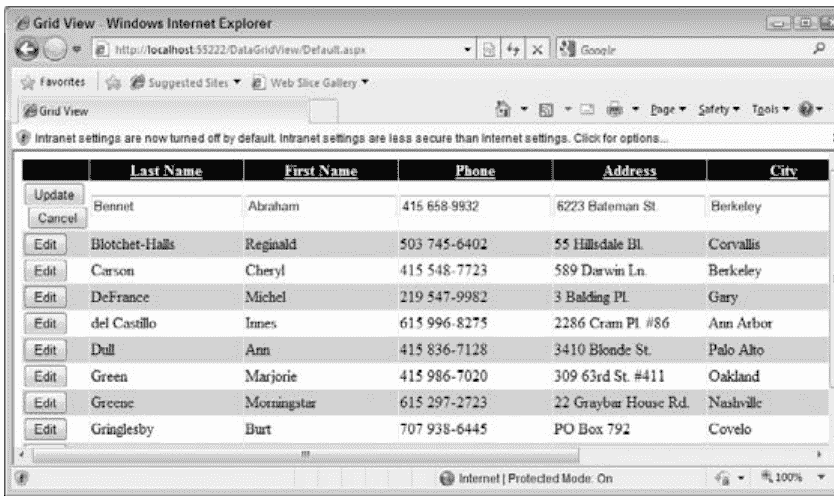 Grid View - Windows Internet Explorer
http://localhost:55222/DataGridView/Default.aspx
Google
Favorites Suggested Sites Web Slice Gallery
Grid View Page Safety Tools
Intranet settings are now turned off by default. Intranet settings are less secure than Internet settings. Click for options...
Last Name First Name Phone Address City
Update Cancel Bennet Abraham 415 658-9932 6223 Bateman St. Berkeley
Edit Blotchet-Halls Reginald 503 745-6402 55 Hillsdale Bl. Corvallis
Edit Carson Cheryl 415 548-7723 589 Darwin Ln. Berkeley
Edit DeFrance Michel 219 547-9982 3 Balding Pl. Gary
Edit del Castillo Innes 615 996-8275 2286 Cram Pl. #86 Ann Arbor
Edit Dull Ann 415 836-7128 3410 Blonde St. Palo Alto
Edit Green Marjorie 415 986-7020 309 63rd St. #411 Oakland
Edit Greene Morningstar 615 297-2723 22 Graybar House Rd. Nashville
Edit Gringlesby Burt 707 938-6445 PO Box 792 Covelo
Internet | Protected Mode: On 100%